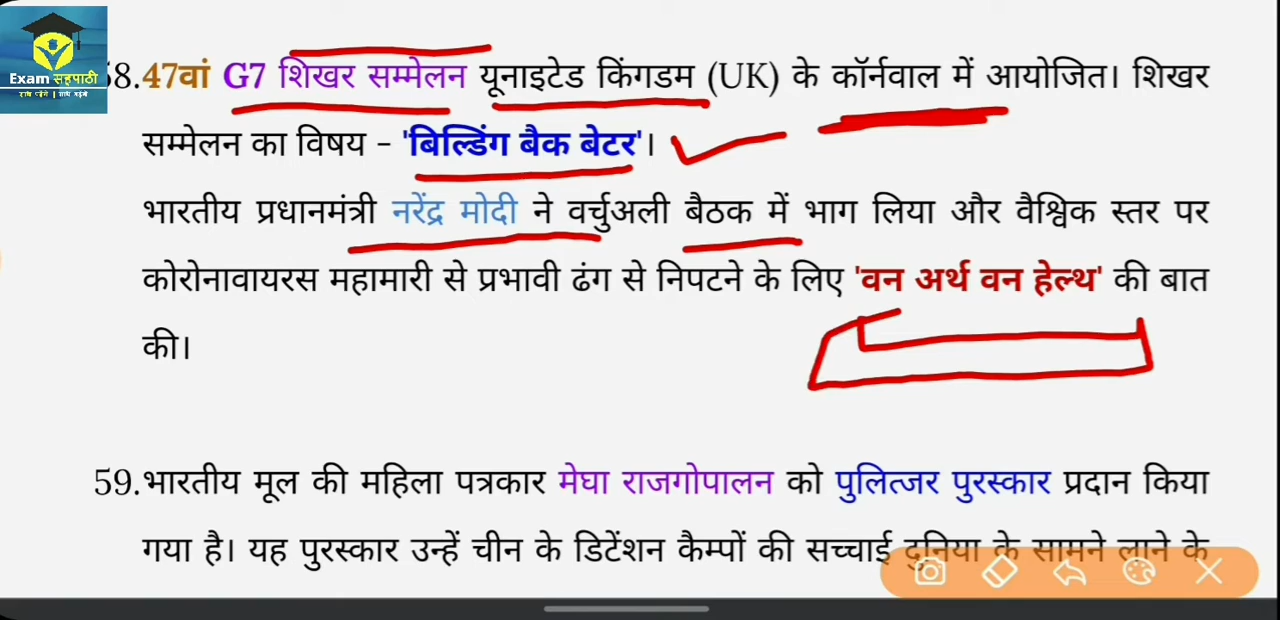 Exam सहपाठी
साथ पढ़ेंगे | साथ बढ़ेंगे
58.47वां G7 शिखर सम्मेलन यूनाइटेड किंगडम (UK) के कॉर्नवाल में आयोजित। शिखर
सम्मेलन का विषय - 'बिल्डिंग बैक बेटर'।
भारतीय प्रधानमंत्री नरेंद्र मोदी ने वर्चुअली बैठक में भाग लिया और वैश्विक स्तर पर
कोरोनावायरस महामारी से प्रभावी ढंग से निपटने के लिए 'वन अर्थ वन हेल्थ' की बात
की।
59.भारतीय मूल की महिला पत्रकार मेघा राजगोपालन को पुलित्जर पुरस्कार प्रदान किया
गया है। यह पुरस्कार उन्हें चीन के डिटेंशन कैम्पों की सच्चाई दुनिया के सामने लाने के